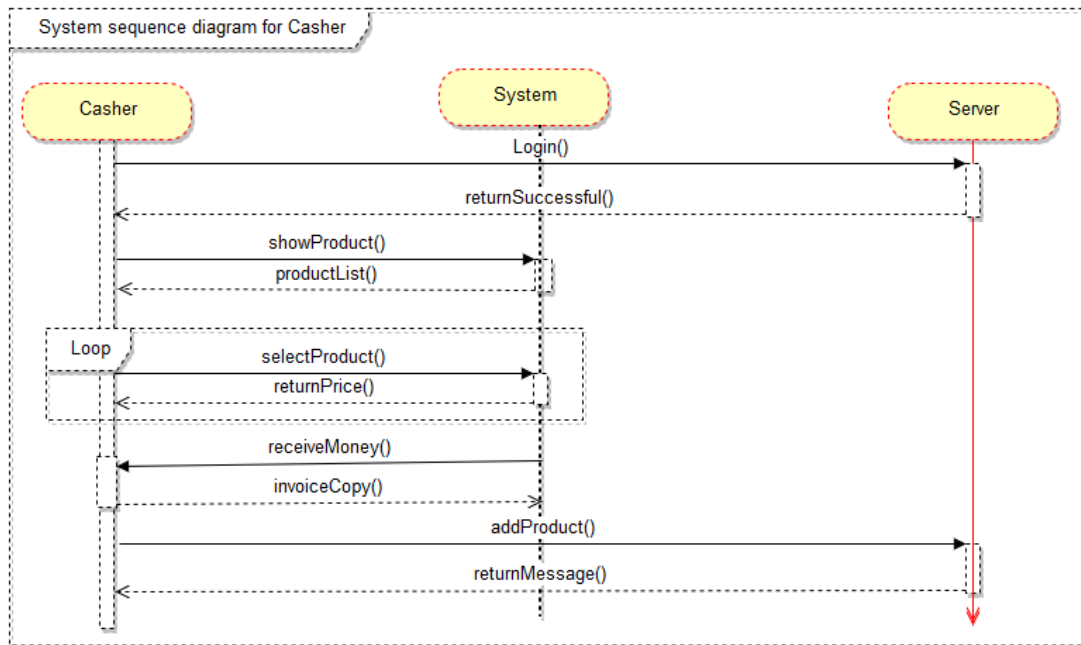 System sequence diagram for Casher
Casher
System
Server
Login()
returnSuccessful()
showProduct()
productList()
Loop
selectProduct()
returnPrice()
receiveMoney()
invoiceCopy()
addProduct()
returnMessage()